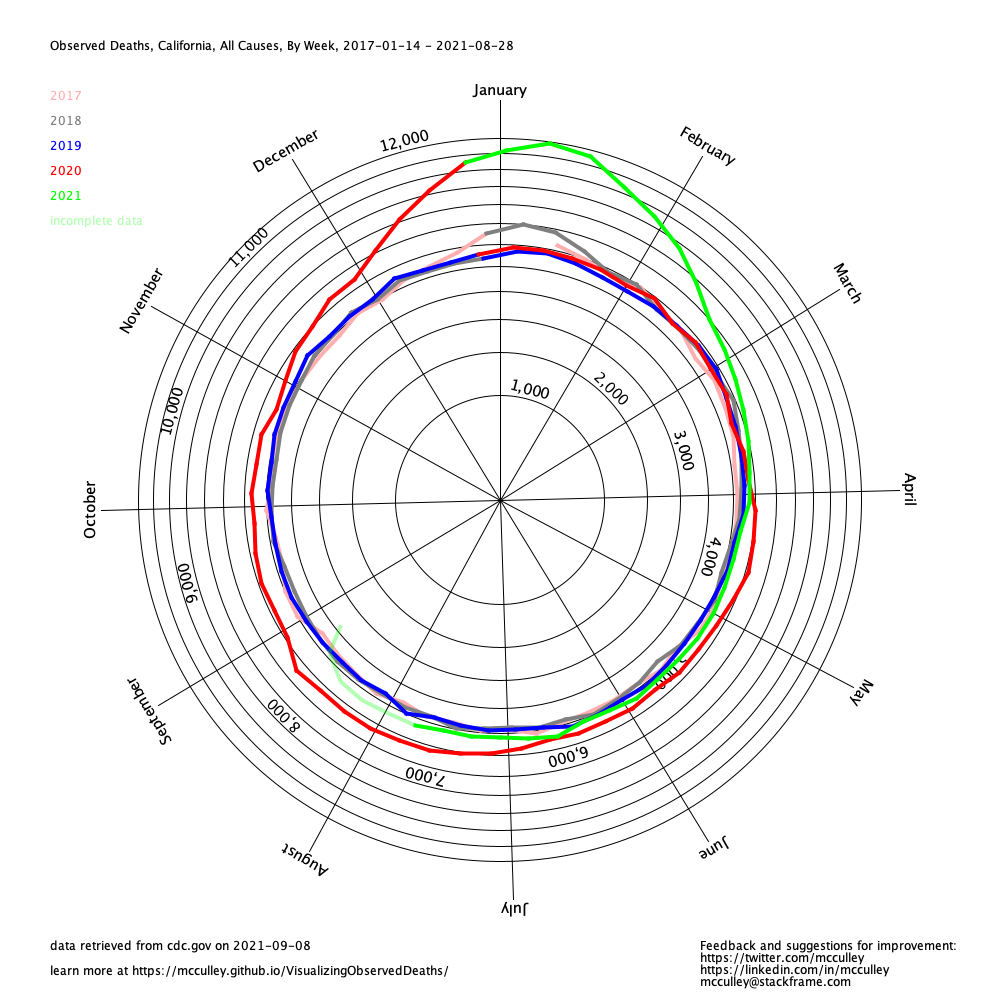 Observed Deaths, California, All Causes, By Week, 2017-01-14 - 2021-08-28
2017
2018
2019
2020
2021
incomplete data
January
February
March
April
May
June
July
August
September
October
November
December
1,000
2,000
3,000
4,000
5,000
6,000
7,000
8,000
9,000
10,000
11,000
12,000
data retrieved from cdc.gov on 2021-09-08
learn more at https://mcculley.github.io/VisualizingObservedDeaths/
Feedback and suggestions for improvement:
https://twitter.com/mcculley
https://linkedin.com/in/mcculley
mcculley@stackframe.com